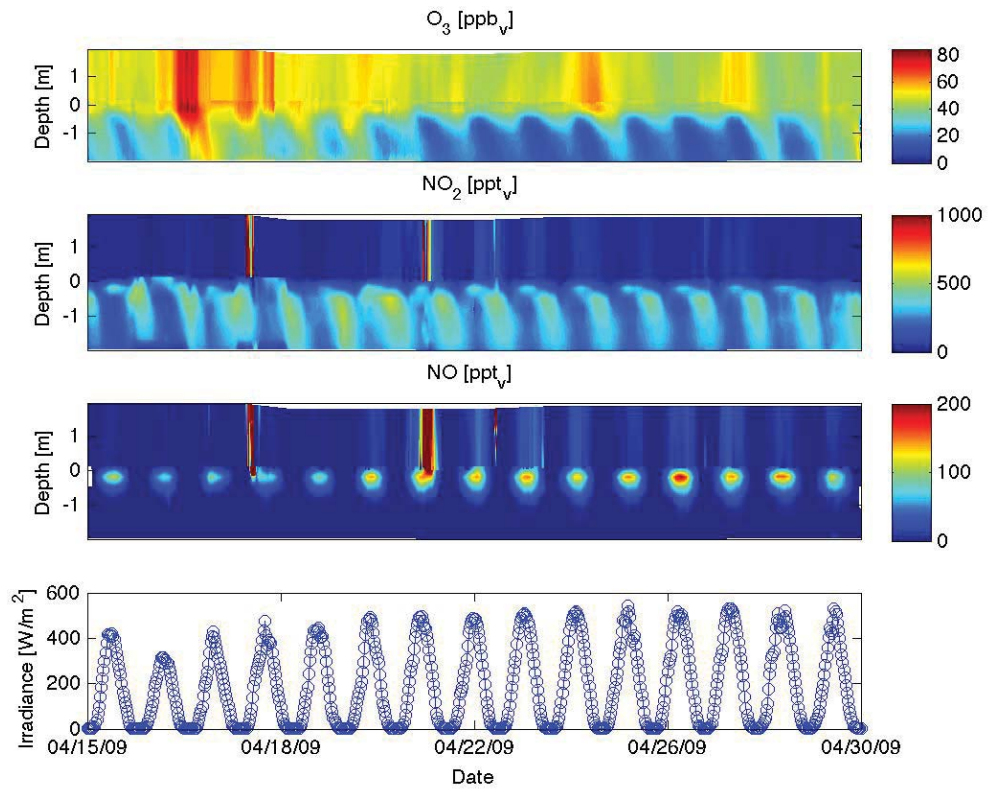 O3 [ppbv]
Depth [m]
1
0
-1
80
60
40
20
0
NO2 [pptv]
Depth [m]
1
0
-1
1000
500
0
NO [pptv]
Depth [m]
1
0
-1
200
100
0
Irradiance [W/m2]
600
400
200
0
04/15/09 04/18/09 04/22/09 04/26/09 04/30/09
Date